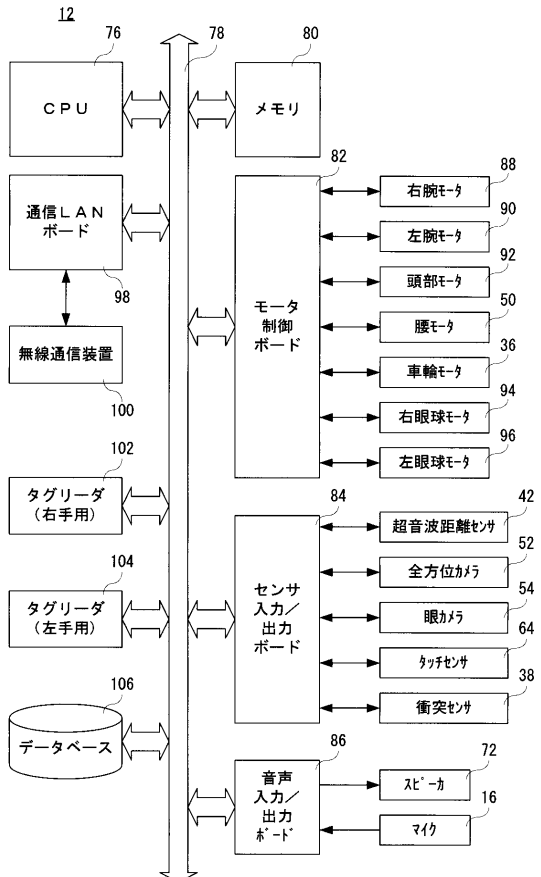 12
76
CPU
78
80
メモリ
通信LAN
ボード
98
無線通信装置
100
82
モータ
制御
ボード
右腕モータ
88
左腕モータ
90
頭部モータ
92
腰モータ
50
車輪モータ
36
右眼球モータ
94
左眼球モータ
96
102
タグリーダ
(右手用)
104
タグリーダ
(左手用)
106
データベース
84
センサ
入力/
出力
ボード
超音波距離センサ
42
全方位カメラ
52
眼カメラ
54
タッチセンサ
64
衝突センサ
38
86
音声
入力/
出力
ボード
スピーカ
72
マイク
16